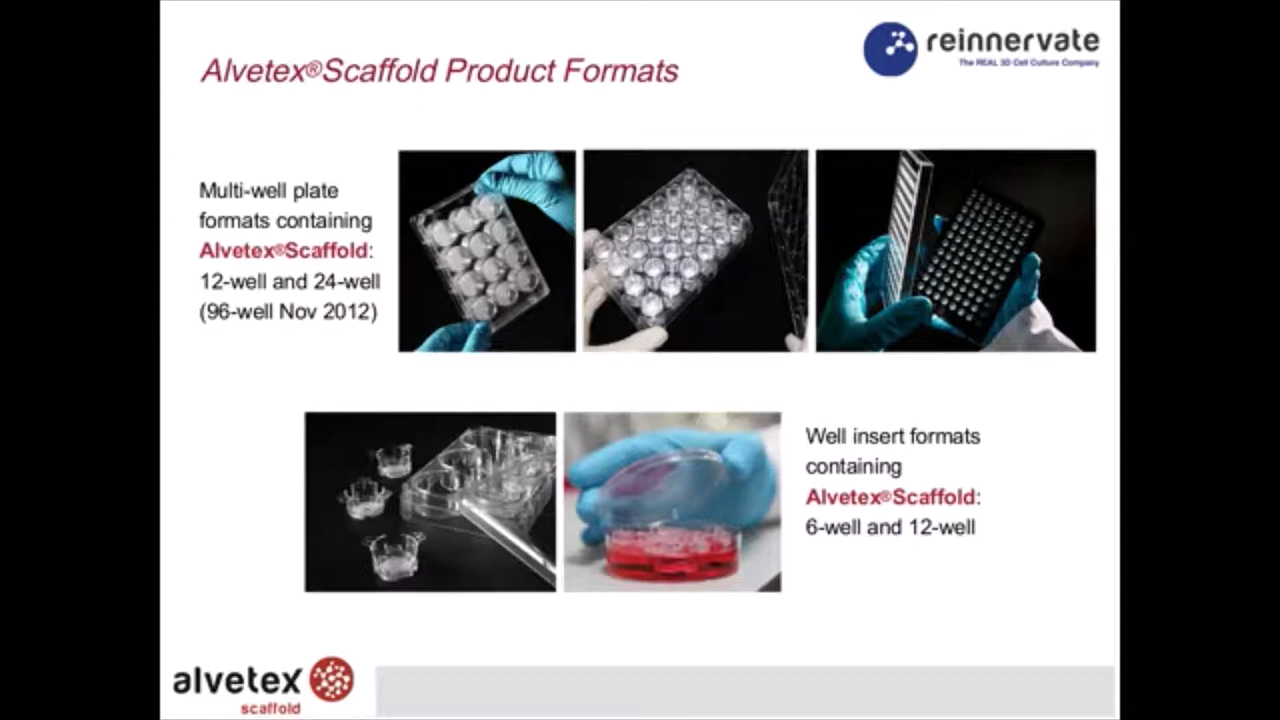 Alvetex®Scaffold Product Formats
reinnervate
The REAL 3D Cell Culture Company
Multi-well plate
formats containing
Alvetex®Scaffold:
12-well and 24-well
(96-well Nov 2012)
Well insert formats
containing
Alvetex®Scaffold:
6-well and 12-well
alvetex
scaffold